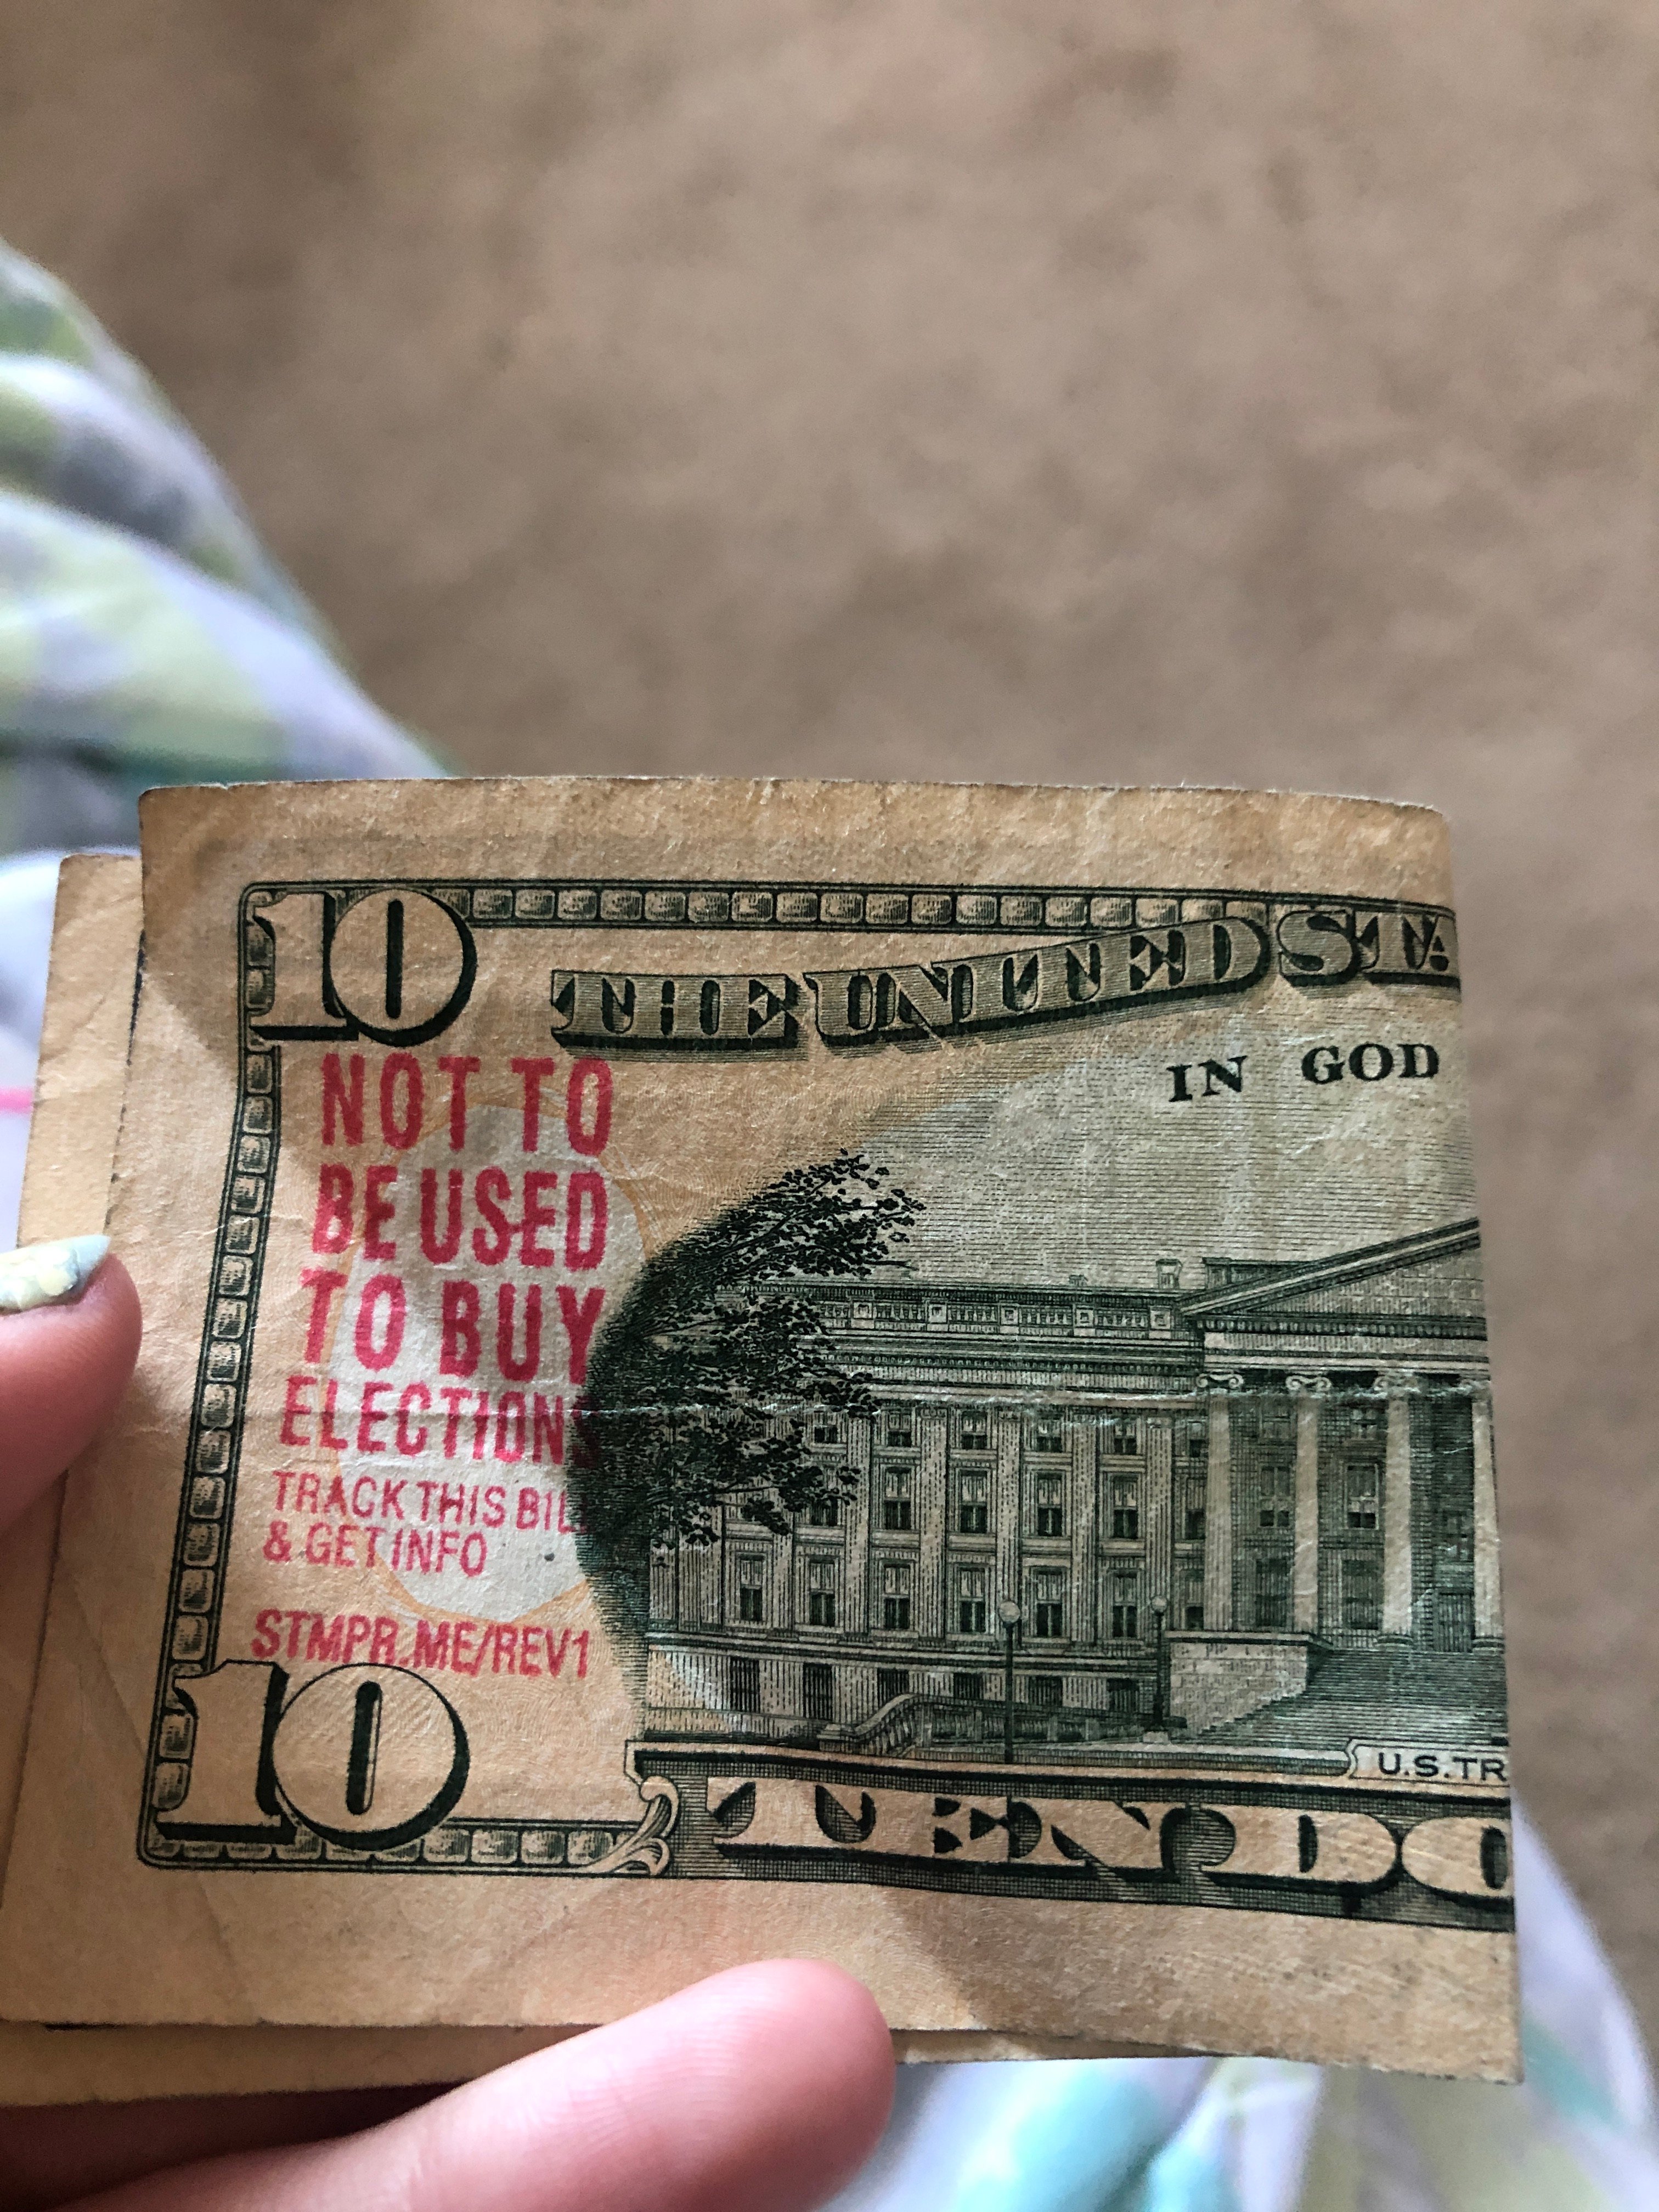 10
THE UNITED STA
IN GOD
NOT TO
BE USED
TO BUY
ELECTIONS
TRACK THIS BILL
& GET INFO
STMPR.ME/REV1
10
U.S.TR
TEN DO